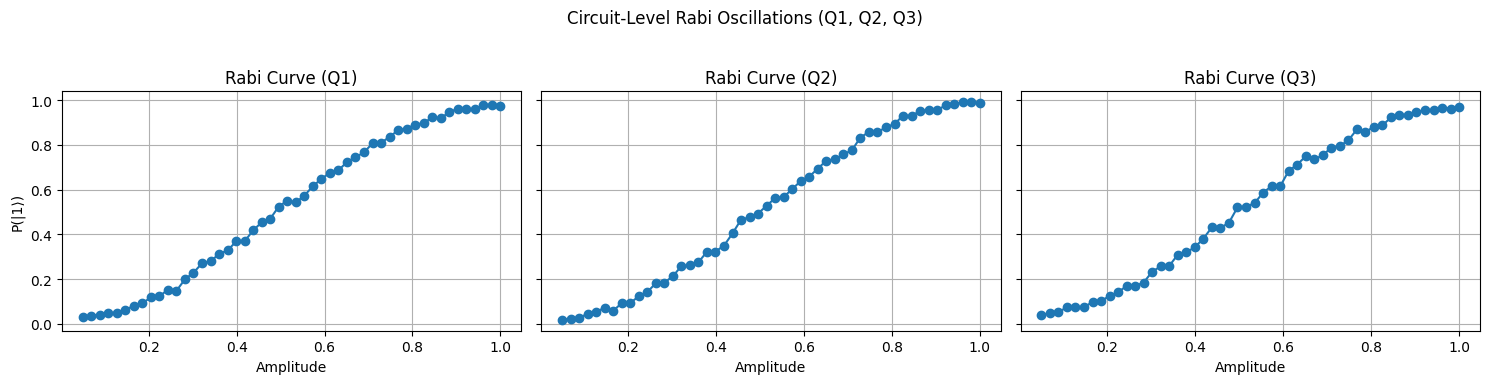 Circuit-Level Rabi Oscillations (Q1, Q2, Q3)
Rabi Curve (Q1)
P(|1⟩)
1.0
0.8
0.6
0.4
0.2
0.0
0.2 0.4 0.6 0.8 1.0
Amplitude
Rabi Curve (Q2)
0.2 0.4 0.6 0.8 1.0
Amplitude
Rabi Curve (Q3)
0.2 0.4 0.6 0.8 1.0
Amplitude